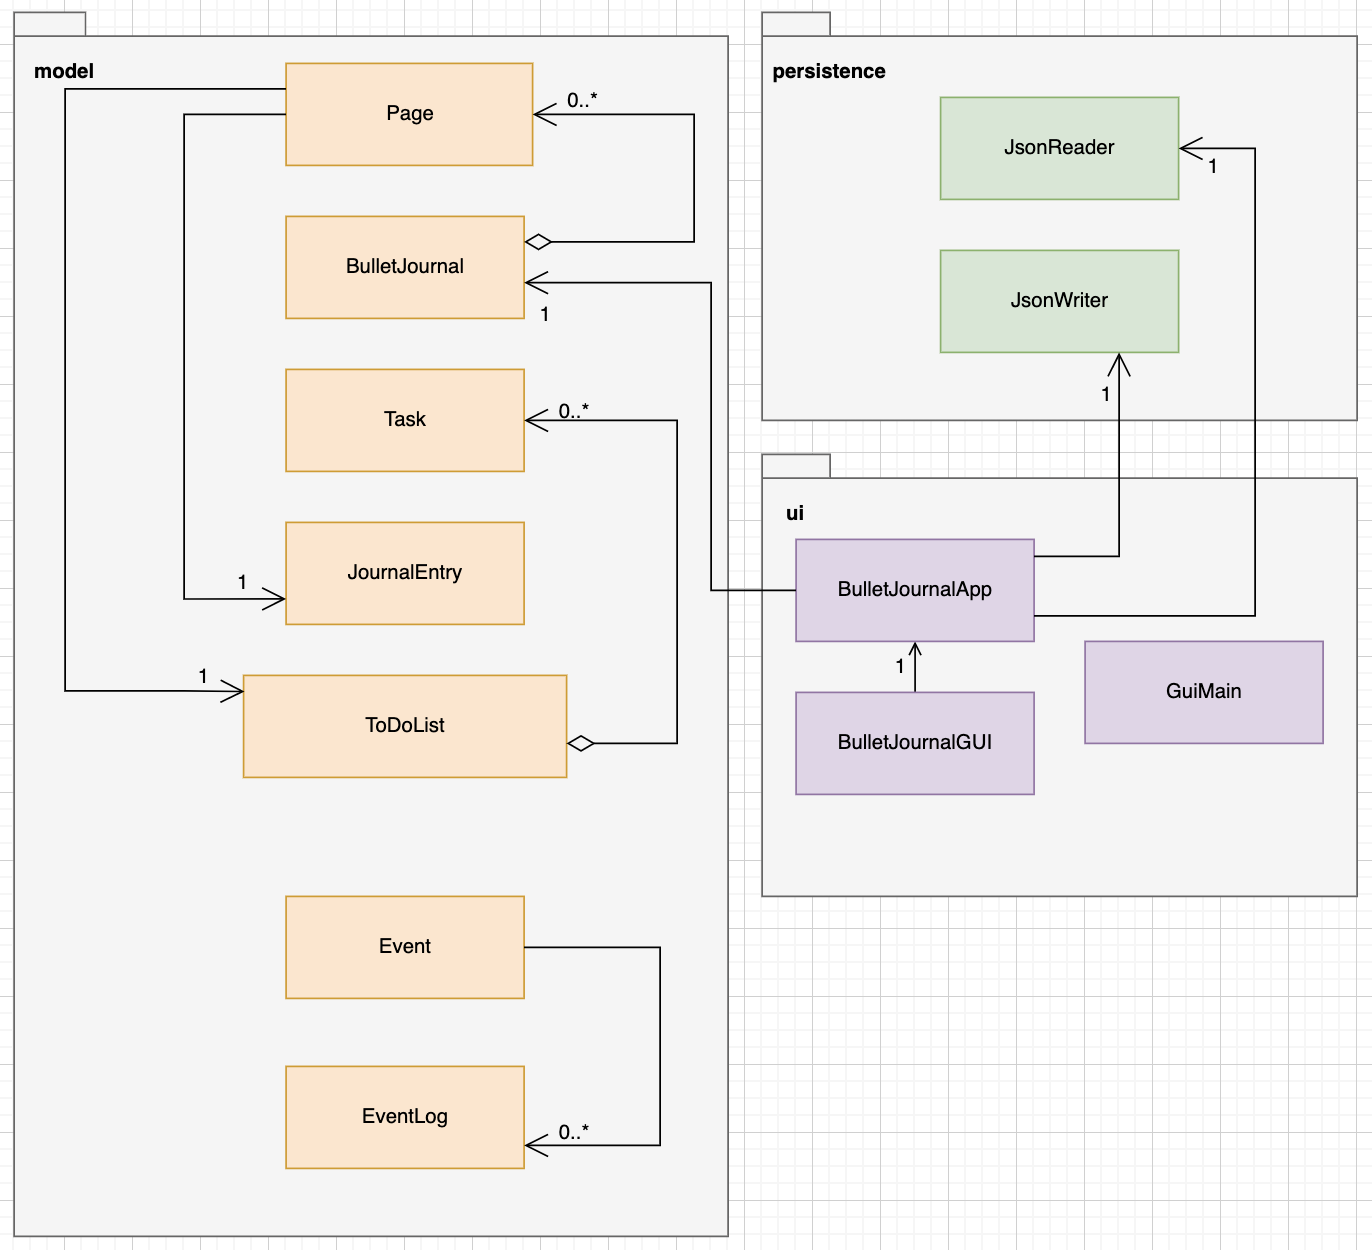 model
Page
0..*
BulletJournal
1
Task
0..*
JournalEntry
1
1
ToDoList
Event
EventLog
0..*
persistence
JsonReader
1
JsonWriter
1
ui
BulletJournalApp
1
GuiMain
BulletJournalGUI